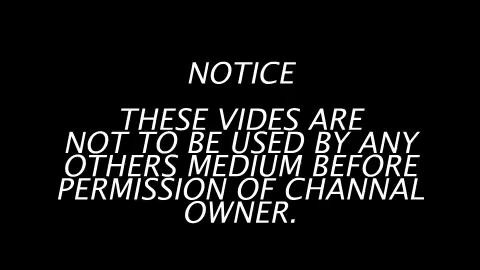 NOTICE
THESE VIDES ARE
NOT TO BE USED BY ANY
OTHERS MEDIUM BEFORE
PERMISSION OF CHANNAL
OWNER.